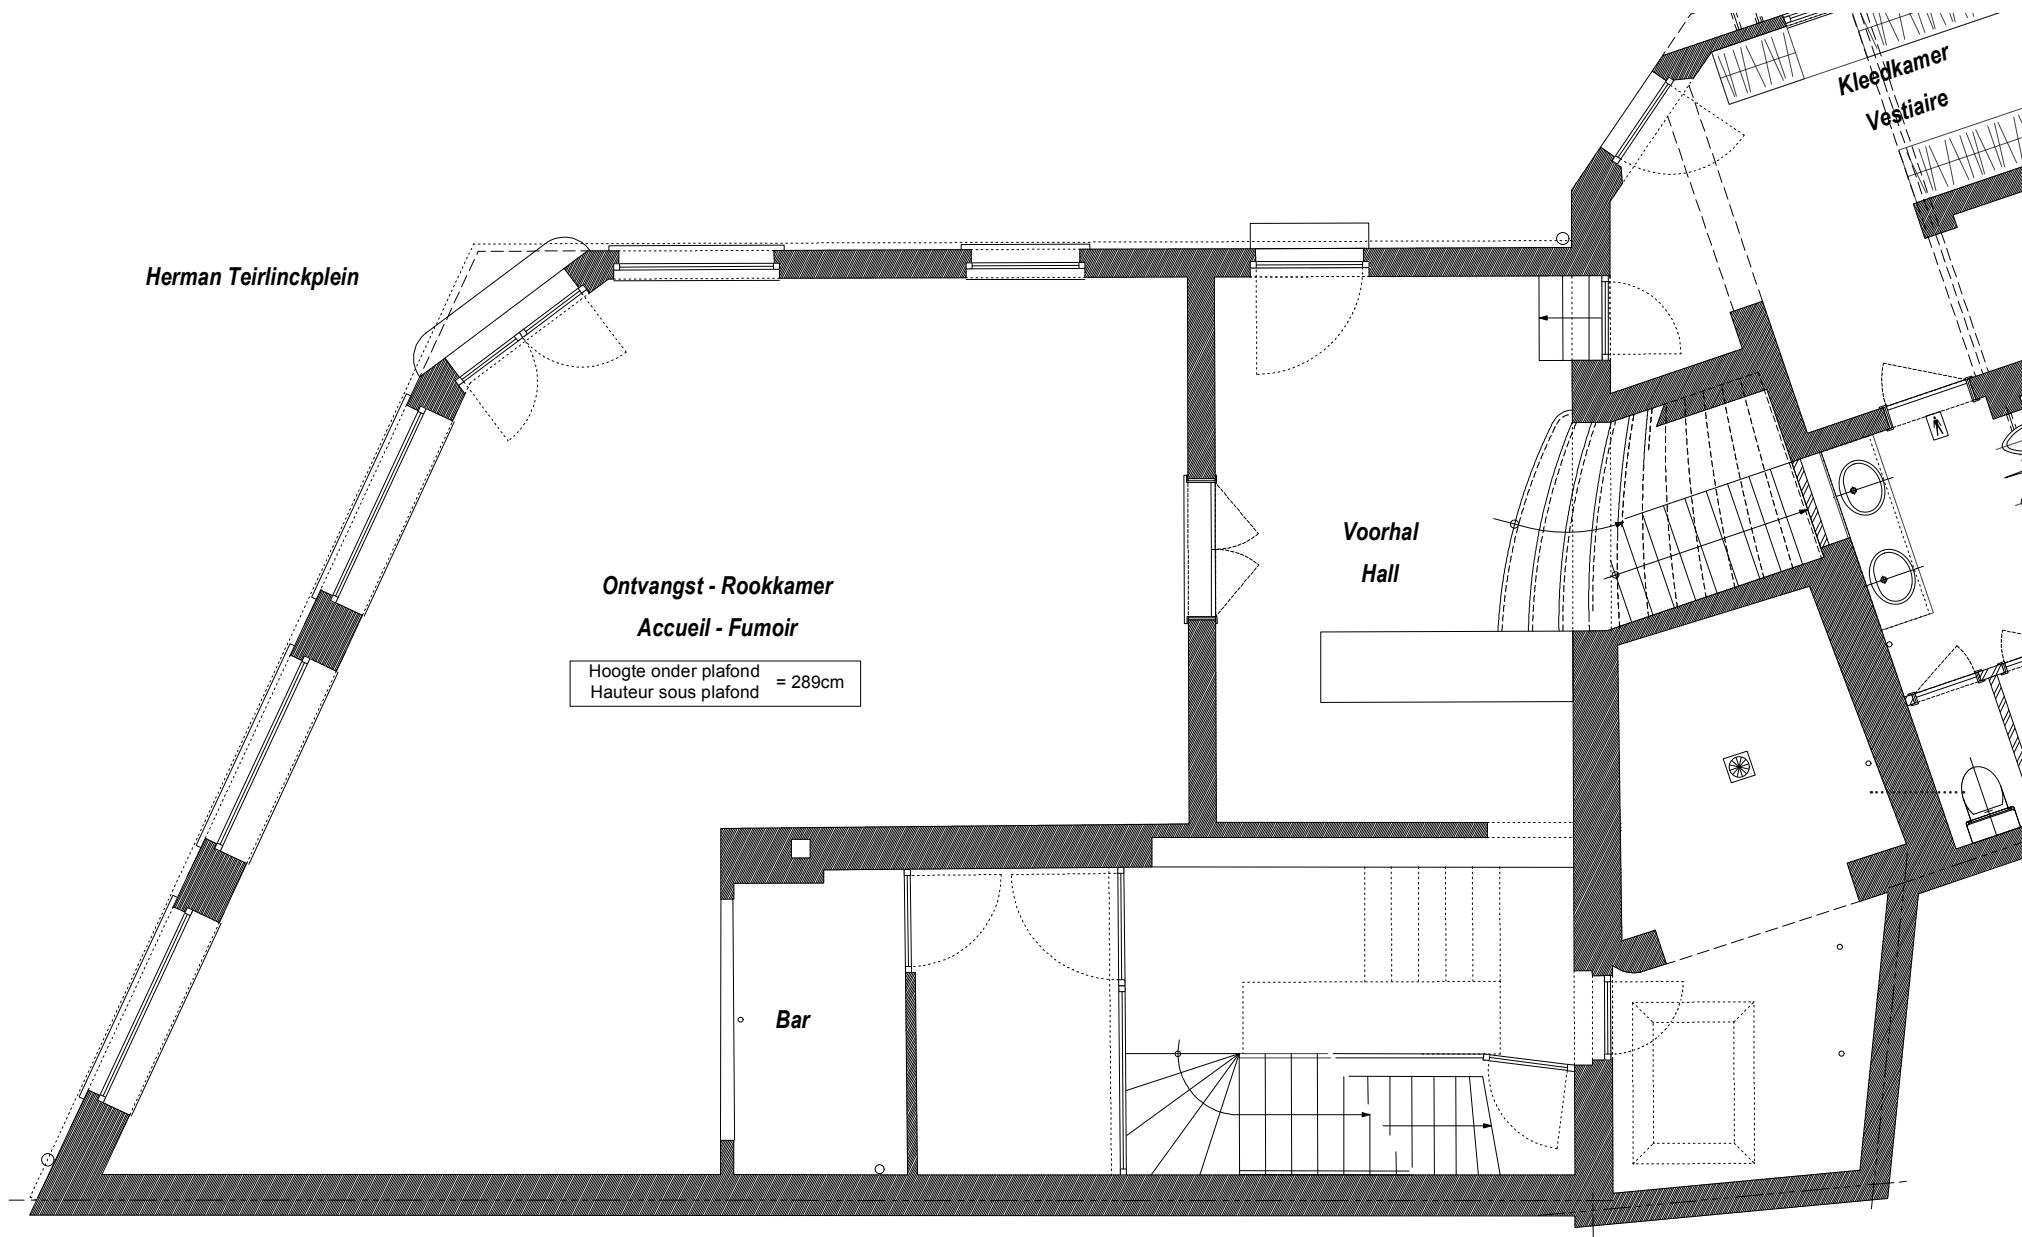 Kleedkamer
Vestiaire
Herman Teirlinckplein
Voorhal
Hall
Ontvangst - Rookkamer
Accueil - Fumoir
Hoogte onder plafond
Hauteur sous plafond
= 289cm
Bar